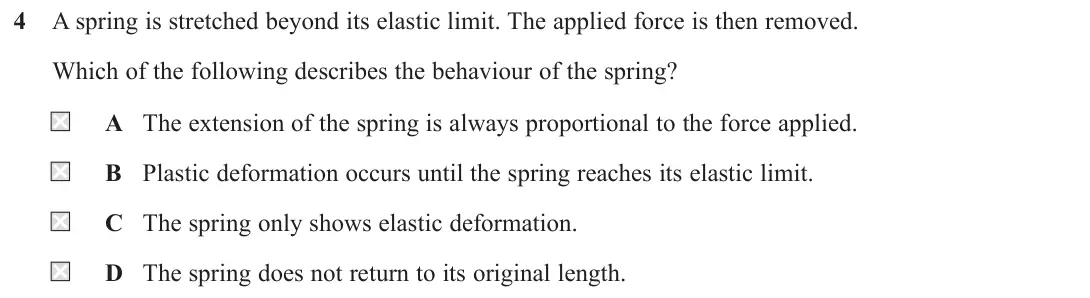 4 A spring is stretched beyond its elastic limit. The applied force is then removed.
Which of the following describes the behaviour of the spring?
A The extension of the spring is always proportional to the force applied.
B Plastic deformation occurs until the spring reaches its elastic limit.
C The spring only shows elastic deformation.
D The spring does not return to its original length.